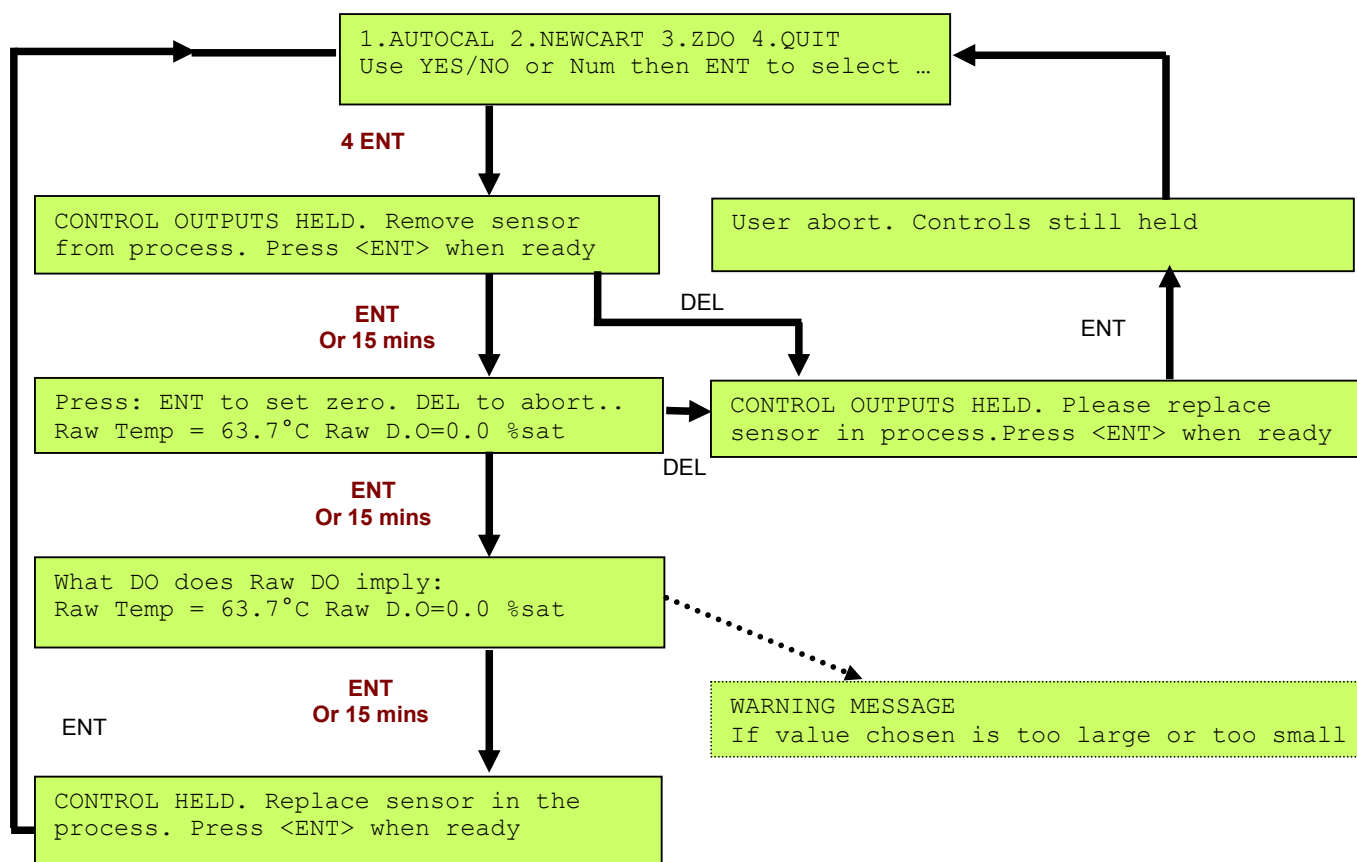 1.AUTOCAL 2.NEWCART 3.ZDO 4.QUIT
Use YES/NO or Num then ENT to select …
4 ENT
CONTROL OUTPUTS HELD. Remove sensor
from process. Press <ENT> when ready
User abort. Controls still held
ENT
Or 15 mins
DEL
ENT
Press: ENT to set zero. DEL to abort..
Raw Temp = 63.7°C Raw D.O=0.0 %sat
CONTROL OUTPUTS HELD. Please replace
sensor in process.Press <ENT> when ready
DEL
ENT
Or 15 mins
What DO does Raw DO imply:
Raw Temp = 63.7°C Raw D.O=0.0 %sat
WARNING MESSAGE
If value chosen is too large or too small
ENT
Or 15 mins
ENT
CONTROL HELD. Replace sensor in the
process. Press <ENT> when ready